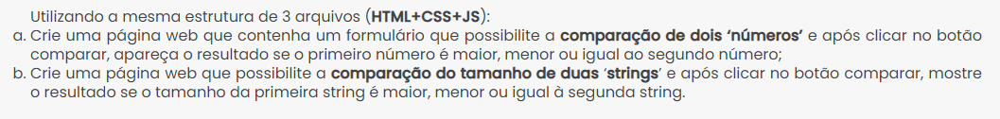 Utilizando a mesma estrutura de 3 arquivos (HTML+CSS+JS):
a. Crie uma página web que contenha um formulário que possibilite a comparação de dois ‘números’ e após clicar no botão
comparar, apareça o resultado se o primeiro número é maior, menor ou igual ao segundo número;
b. Crie uma página web que possibilite a comparação do tamanho de duas ‘strings’ e após clicar no botão comparar, mostre
o resultado se o tamanho da primeira string é maior, menor ou igual à segunda string.